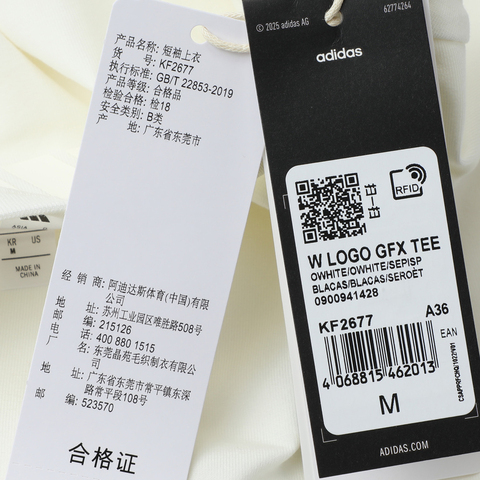 产品名称: 短袖上衣
货 号: KF2677
执行标准: GB/T 22853-2019
产品等级: 合格品
检验合格: 检18
安全类别: B类
产 地: 广东省东莞市
经 销 商: 阿迪达斯体育(中国)有限公司
地 址: 苏州工业园区唯胜路508号
邮 编: 215126
电 话: 400 880 1515
厂 名: 东莞晶苑毛织制衣有限公司
地 址: 广东省东莞市常平镇东深路常平段108号
邮 编: 523570
合格证
© 2025 adidas AG
62774264
adidas
RFID
W LOGO GFX TEE
OWHITE/OWHITE/SEPISP
BLACAS/BLACAS/SEROÈT
0900941428
KF2677
A36
EAN
4 068815 462013
M
ADIDAS.COM
KR
US
M
MADE IN
CHINA